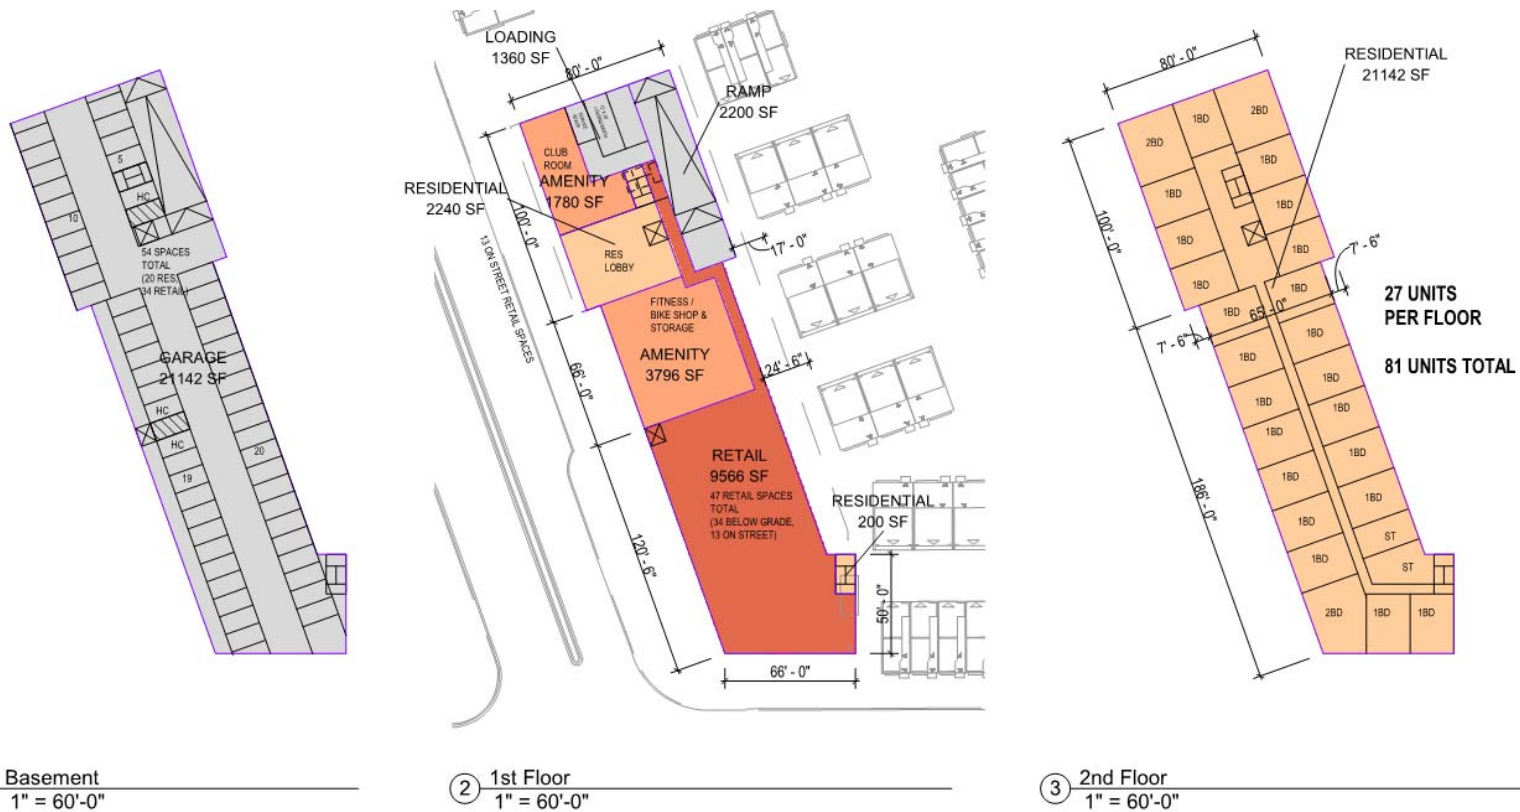 5
HC
10
54 SPACES
TOTAL
(20 RES,
34 RETAIL)
GARAGE
21142 SF
HC
HC
20
19
Basement
1" = 60'-0"
LOADING
1360 SF
80' - 0"
RAMP
2200 SF
CLUB
ROOM
AMENITY
1780 SF
RESIDENTIAL
2240 SF
100' - 0"
RES
LOBBY
17' - 0"
13 ON STREET RETAIL SPACES
FITNESS /
BIKE SHOP &
STORAGE
AMENITY
3796 SF
24' - 6"
66' - 0"
RETAIL
9566 SF
47 RETAIL SPACES
TOTAL
(34 BELOW GRADE,
13 ON STREET)
RESIDENTIAL
200 SF
120' - 6"
50' - 0"
66' - 0"
2
1st Floor
1" = 60'-0"
80' - 0"
RESIDENTIAL
21142 SF
2BD
1BD
2BD
1BD
1BD
1BD
100' - 0"
1BD
1BD
7' - 6"
1BD
1BD
1BD
65' - 0"
7' - 6"
27 UNITS
PER FLOOR
81 UNITS TOTAL
1BD
1BD
1BD
1BD
1BD
1BD
1BD
1BD
1BD
186' - 0"
1BD
1BD
ST
1BD
ST
2BD
1BD
1BD
3
2nd Floor
1" = 60'-0"